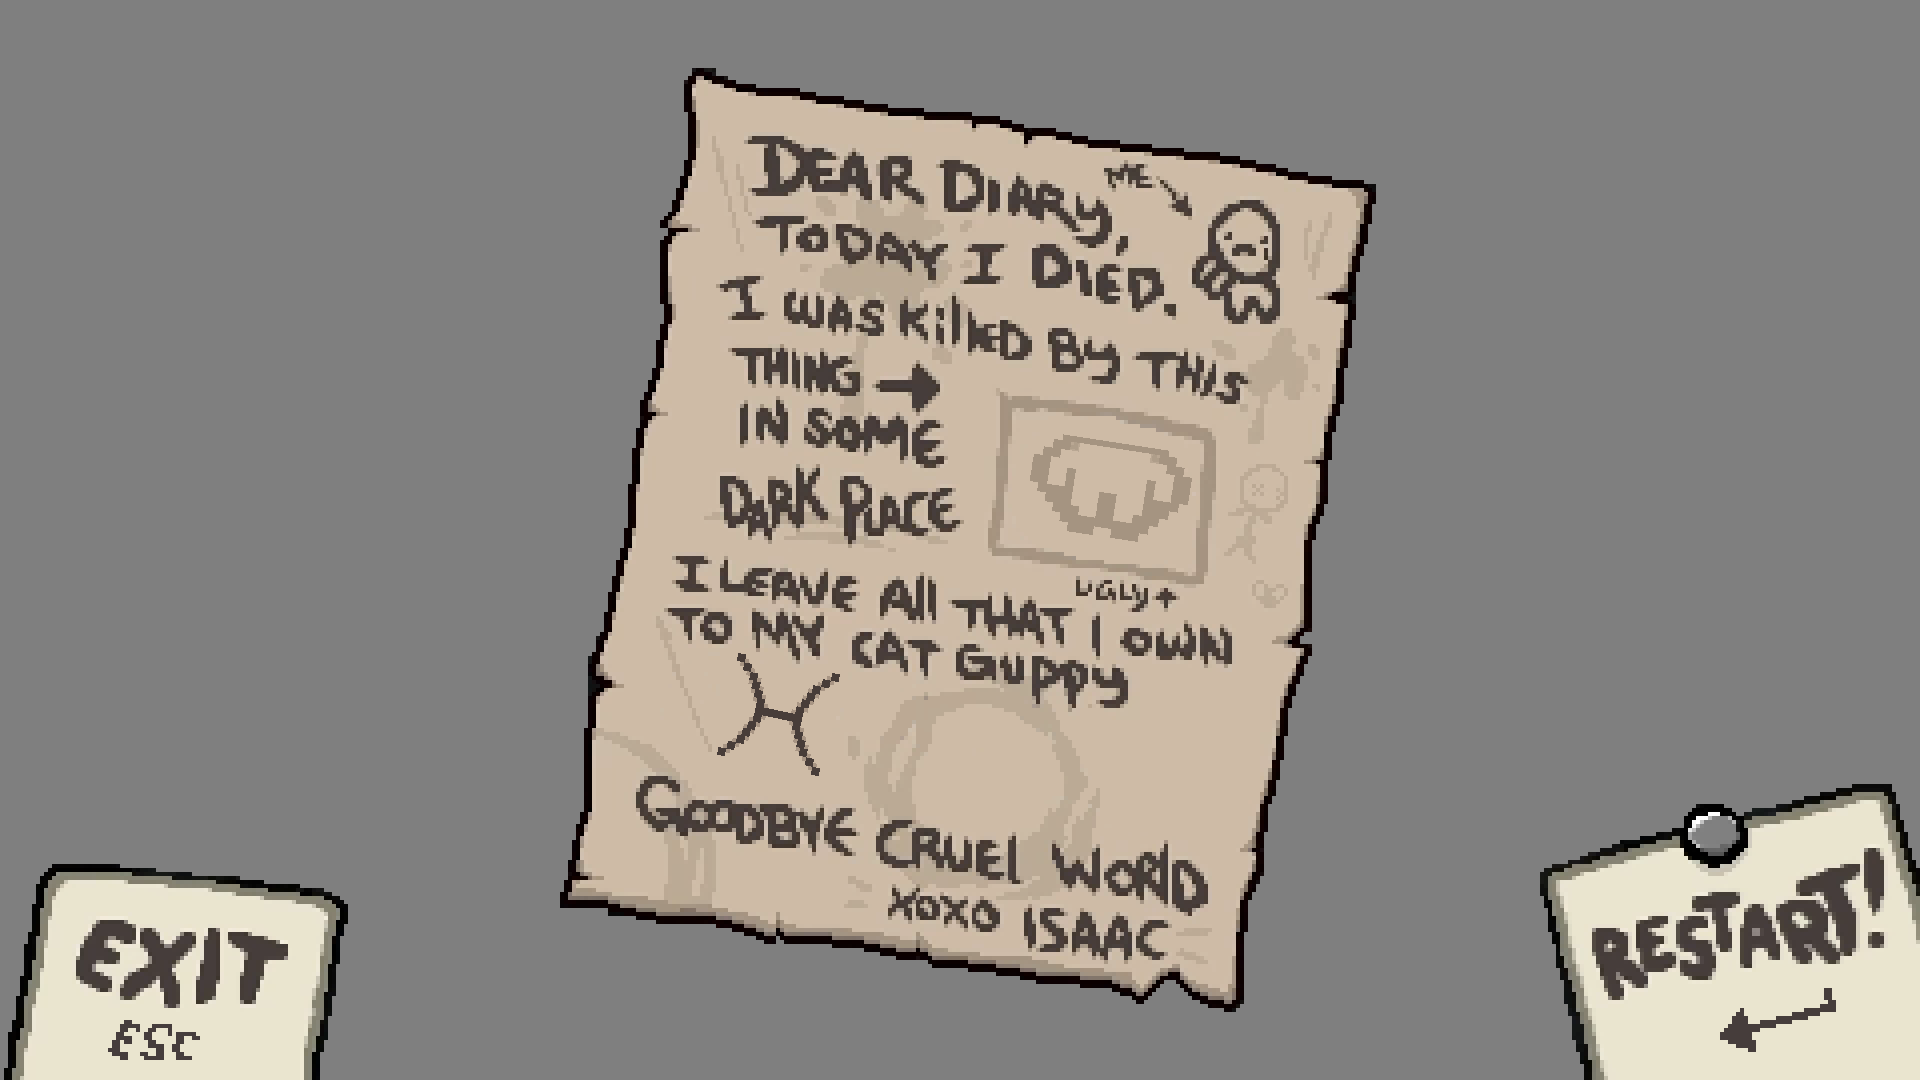 DEAR DIARY,
ME
TODAY I DIED.
I WAS KillED By THIS
THING
IN SOME
DARK PLACE
UGLY
I LEAVE All THAT I OWN
TO MY CAT GUPPY
GOODBYE CRUEl WORlD
XOXO ISAAC
EXIT
ESC
RESTART!